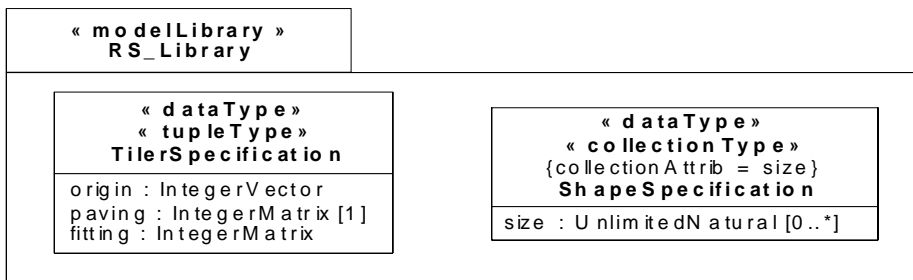 « modelLibrary »
RS_Library
« dataType»
« tupleType»
TilerSpecification
origin : IntegerVector
paving : IntegerMatrix [1]
fitting : IntegerMatrix
« dataType»
« collectionType»
{collectionAttrib = size}
ShapeSpecification
size : UnlimitedNatural [0..*]